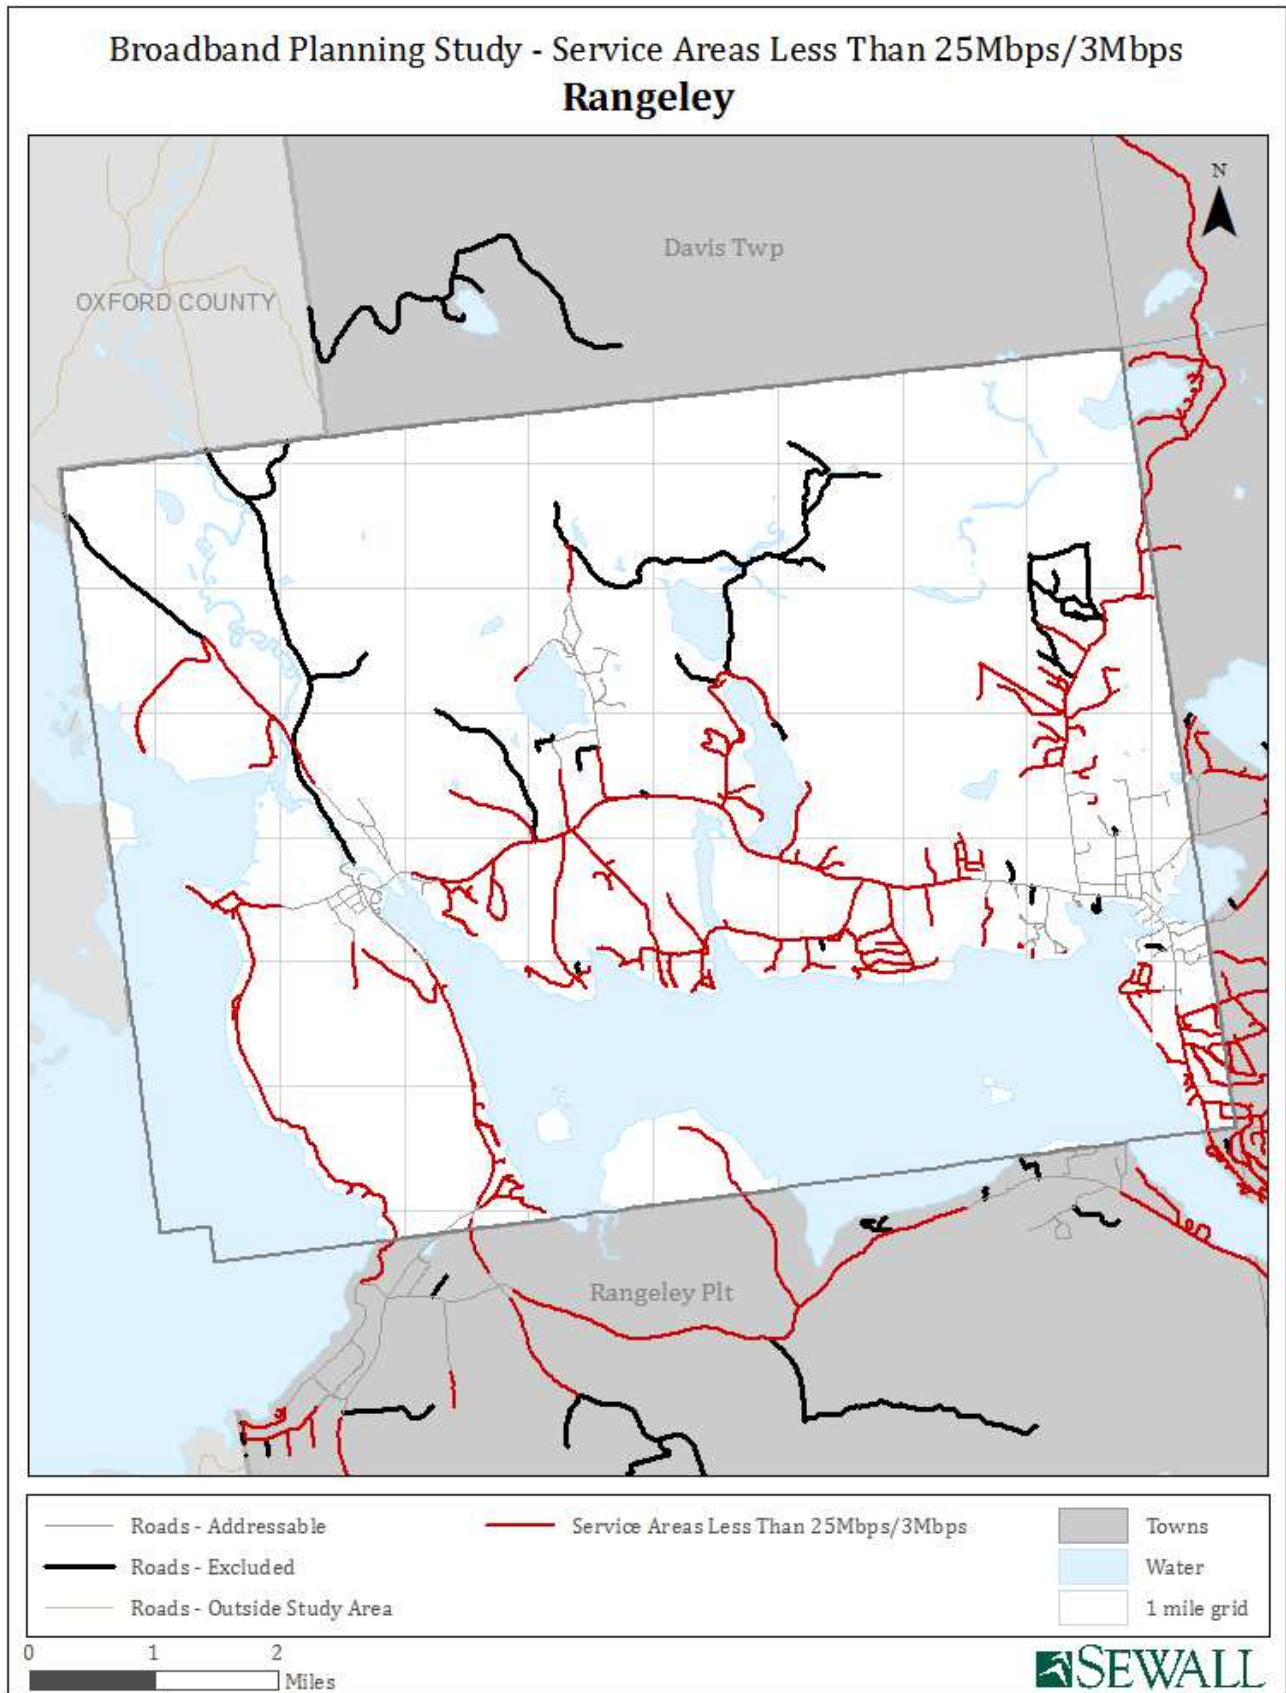 Broadband Planning Study - Service Areas Less Than 25Mbps/3Mbps
Rangeley
N
Davis Twp
OXFORD COUNTY
Rangeley Plt
Roads - Addressable
Service Areas Less Than 25Mbps/3Mbps
Towns
Roads - Excluded
Water
Roads - Outside Study Area
1 mile grid
0 1 2
Miles
SEWALL